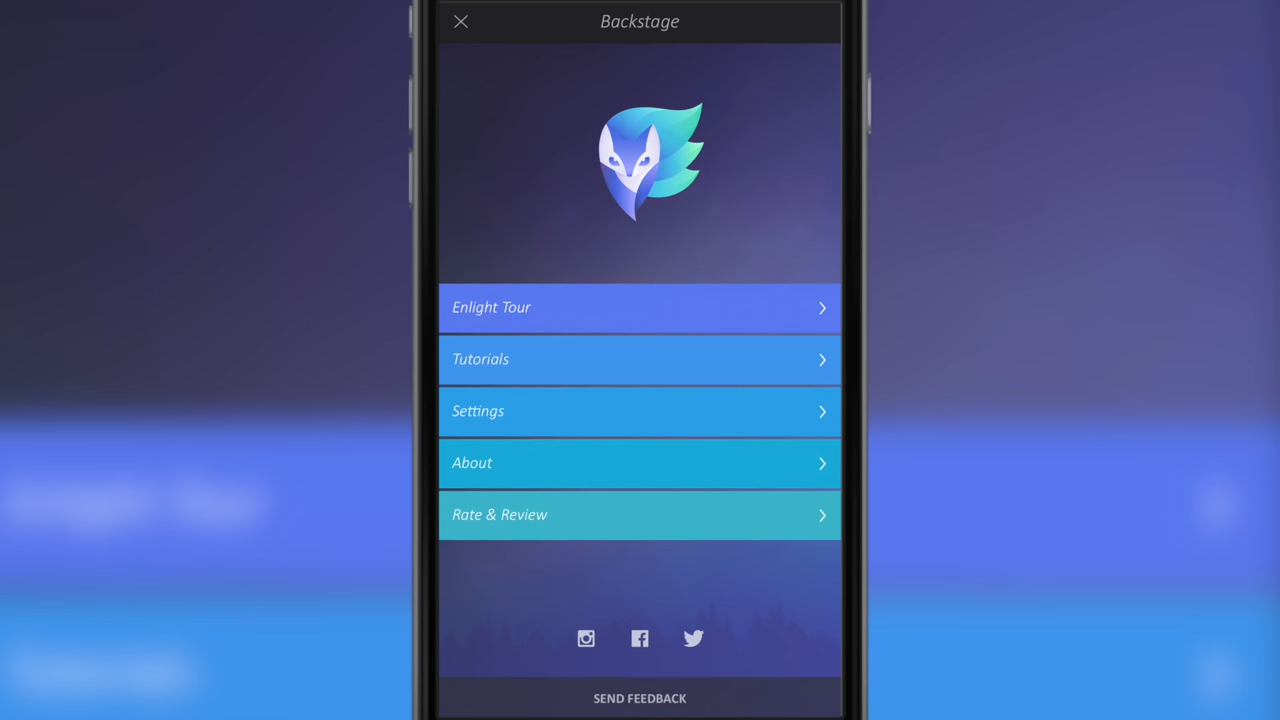 Backstage
Enlight Tour
Tutorials
Settings
About
Rate & Review
SEND FEEDBACK